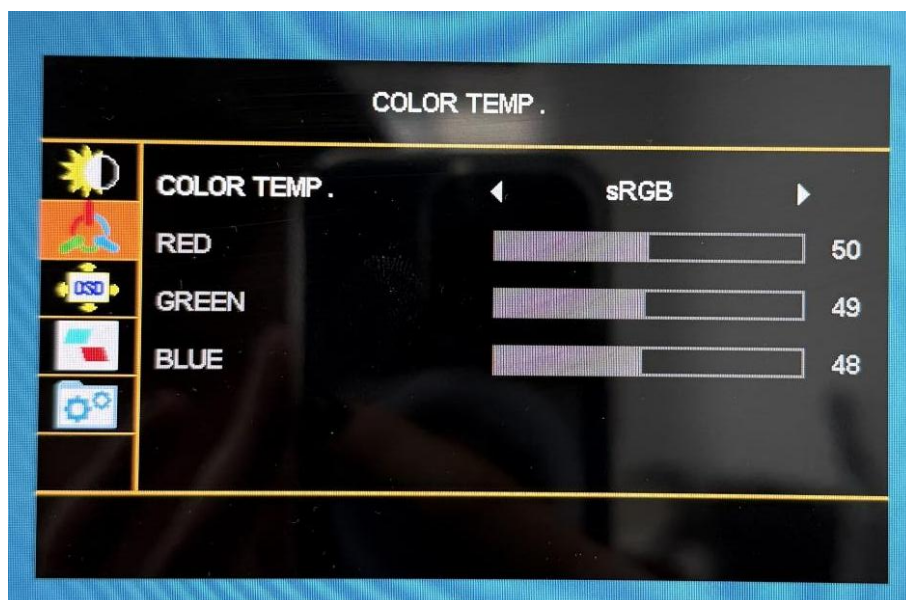 COLOR TEMP.
COLOR TEMP. sRGB
RED 50
OSD
GREEN 49
BLUE 48